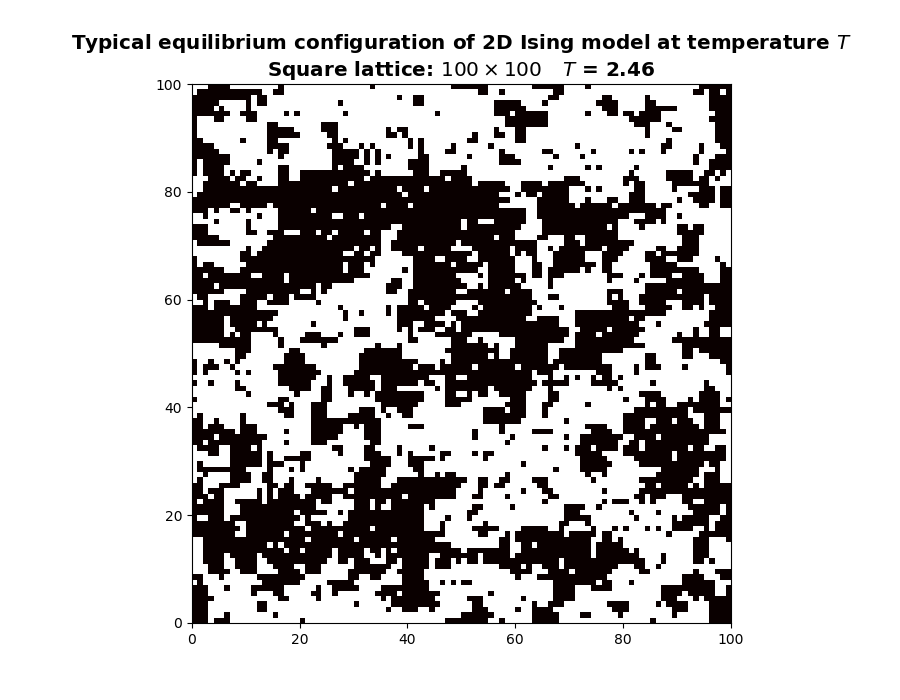 Typical equilibrium configuration of 2D Ising model at temperature T
Square lattice: 100 × 100 T = 2.46
100
80
60
40
20
0
0 20 40 60 80 100